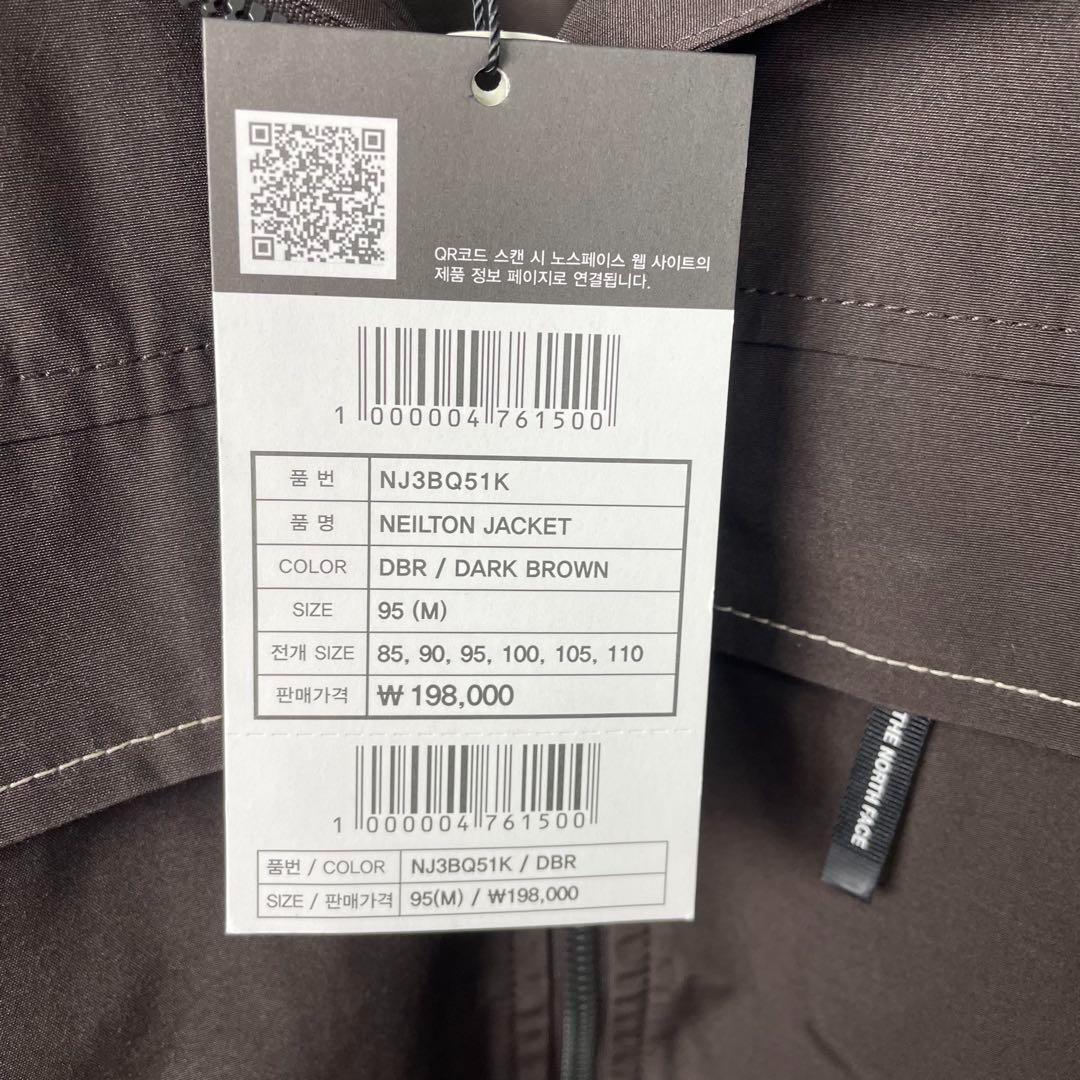 QR코드 스캔 시 노스페이스 웹 사이트의
제품 정보 페이지로 연결됩니다.
1 000004 761500
품 번 NJ3BQ51K
품 명 NEILTON JACKET
COLOR DBR / DARK BROWN
SIZE 95 (M)
전개 SIZE 85, 90, 95, 100, 105, 110
판매가격 ₩ 198,000
THE NORTH FACE
1 000004 761500
품번 / COLOR NJ3BQ51K / DBR
SIZE / 판매가격 95(M) / ₩198,000